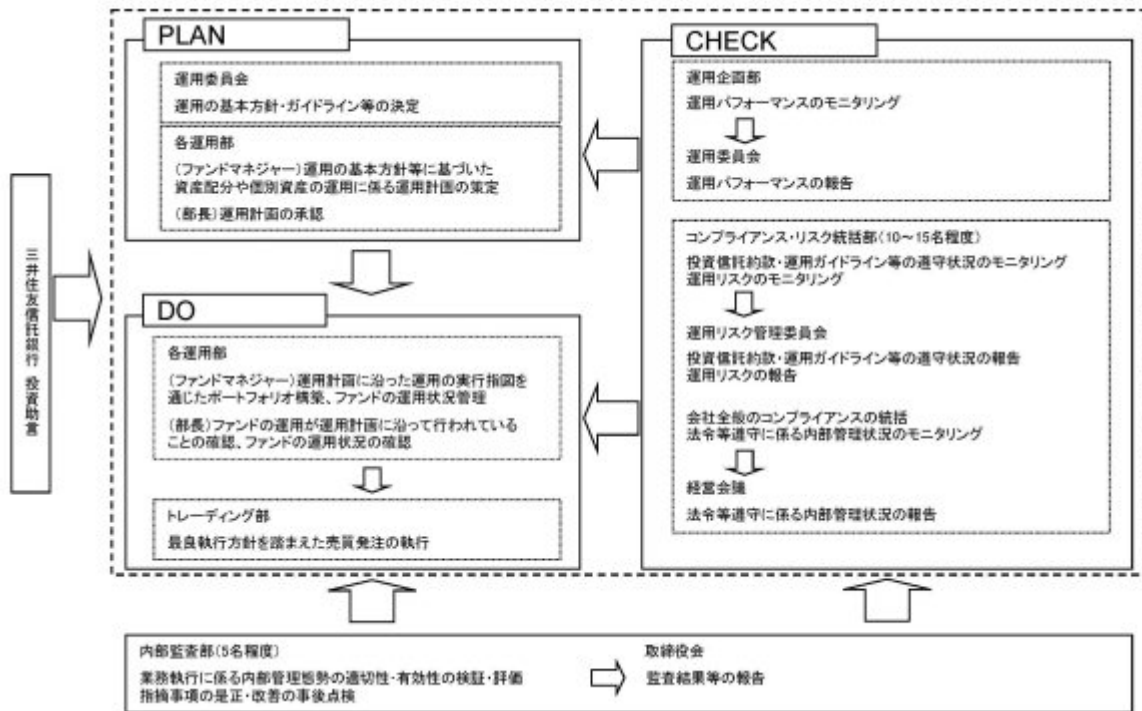 三井住友信託銀行 投資助言
PLAN
運用委員会
運用の基本方針・ガイドライン等の決定
各運用部
(ファンドマネジャー)運用の基本方針等に基づいた
資産配分や個別資産の運用に係る運用計画の策定
(部長)運用計画の承認
DO
各運用部
(ファンドマネジャー)運用計画に沿った運用の実行指図を
通じたポートフォリオ構築、ファンドの運用状況管理
(部長)ファンドの運用が運用計画に沿って行われている
ことの確認、ファンドの運用状況の確認
トレーディング部
最良執行方針を踏まえた売買発注の執行
CHECK
運用企画部
運用パフォーマンスのモニタリング
運用委員会
運用パフォーマンスの報告
コンプライアンス・リスク統括部(10～15名程度)
投資信託約款・運用ガイドライン等の遵守状況のモニタリング
運用リスクのモニタリング
運用リスク管理委員会
投資信託約款・運用ガイドライン等の遵守状況の報告
運用リスクの報告
会社全般のコンプライアンスの統括
法令等遵守に係る内部管理状況のモニタリング
経営会議
法令等遵守に係る内部管理状況の報告
内部監査部(5名程度)
業務執行に係る内部管理態勢の適切性・有効性の検証・評価
指摘事項の是正・改善の事後点検
取締役会
監査結果等の報告